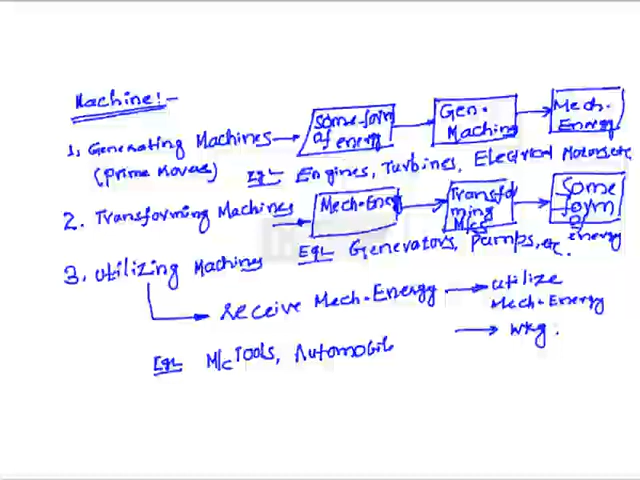 Machine:-
1, Generating Machines → Some form of energy → Gen. Maching → Mech. Energy
(Prime Moves) Eg:- Engines, Turbines, Electrical Motors, etc
2. Transforming Machines → Mech-Energy → Transforming M/cs → Some form of energy
Eg:- Generators, Pumps, etc.
3. Utilizing Machines
→ Receive Mech. Energy → utilize Mech. Energy
→ wkg.
Eg:- M/c Tools, Automobile